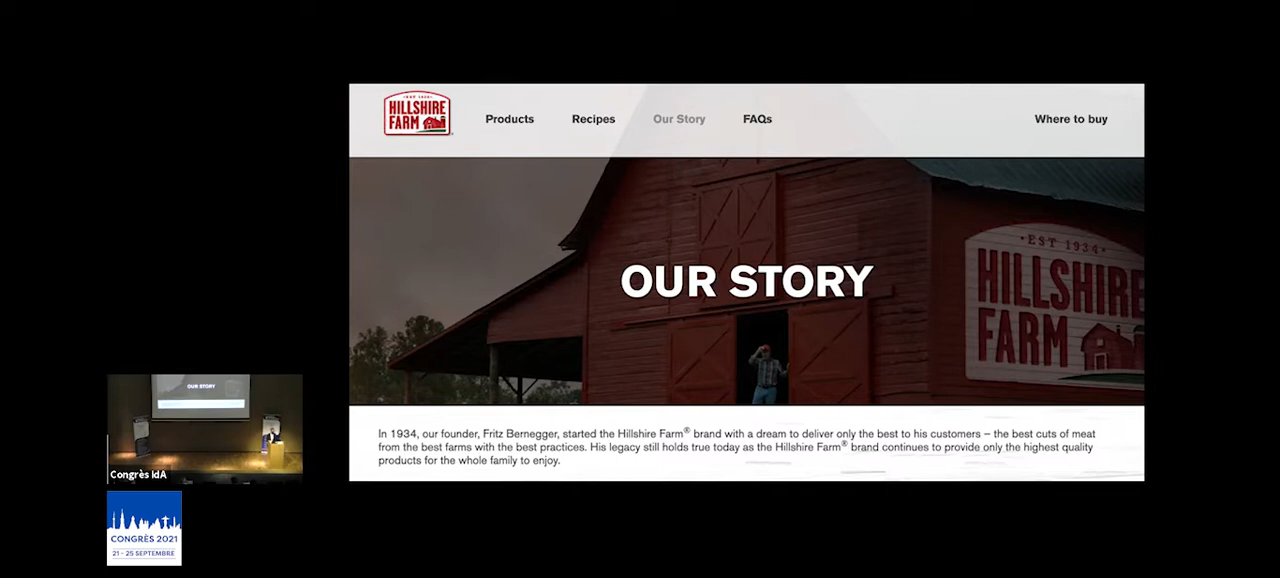 EST 1934
HILLSHIRE
FARM
Products
Recipes
Our Story
FAQs
Where to buy
· EST 1934 ·
HILLSHIRE
FARM
OUR STORY
In 1934, our founder, Fritz Bernegger, started the Hillshire Farm® brand with a dream to deliver only the best to his customers – the best cuts of meat
from the best farms with the best practices. His legacy still holds true today as the Hillshire Farm® brand continues to provide only the highest quality
products for the whole family to enjoy.
OUR STORY
Congrès IdA
CONGRÈS 2021
21 - 25 SEPTEMBRE